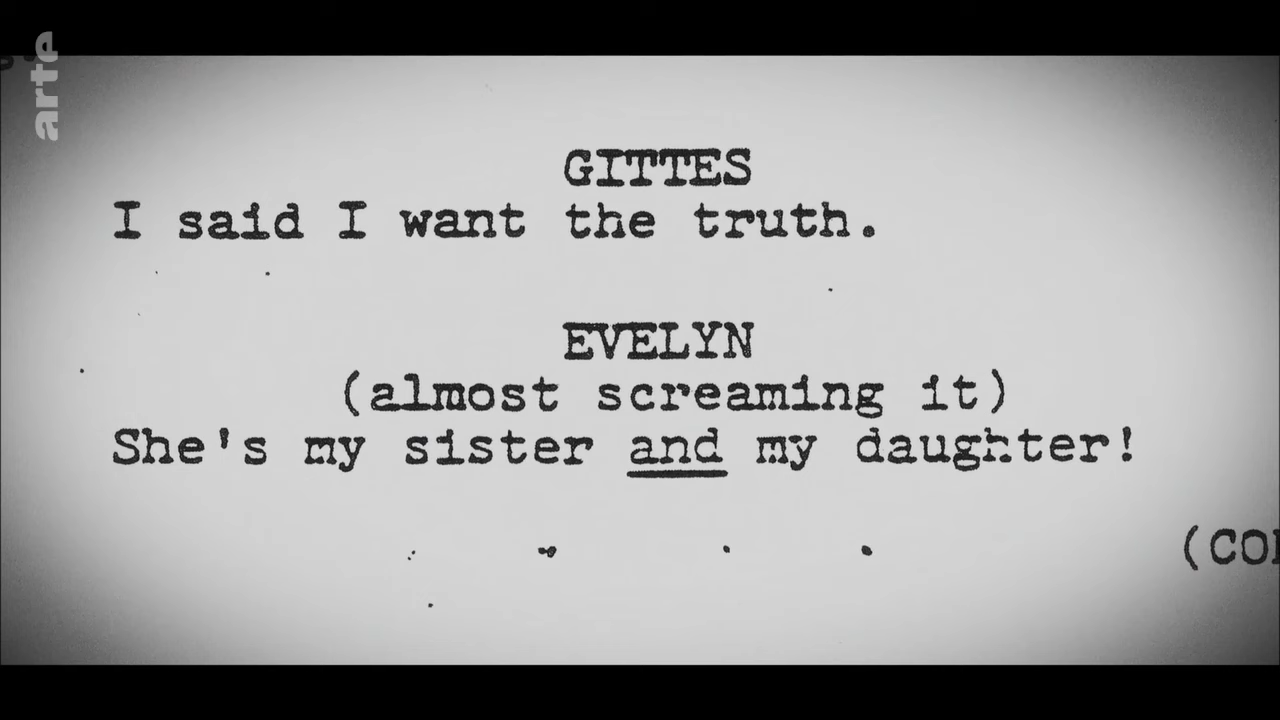 arte
GITTES
I said I want the truth.
EVELYN
(almost screaming it)
She's my sister and my daughter!